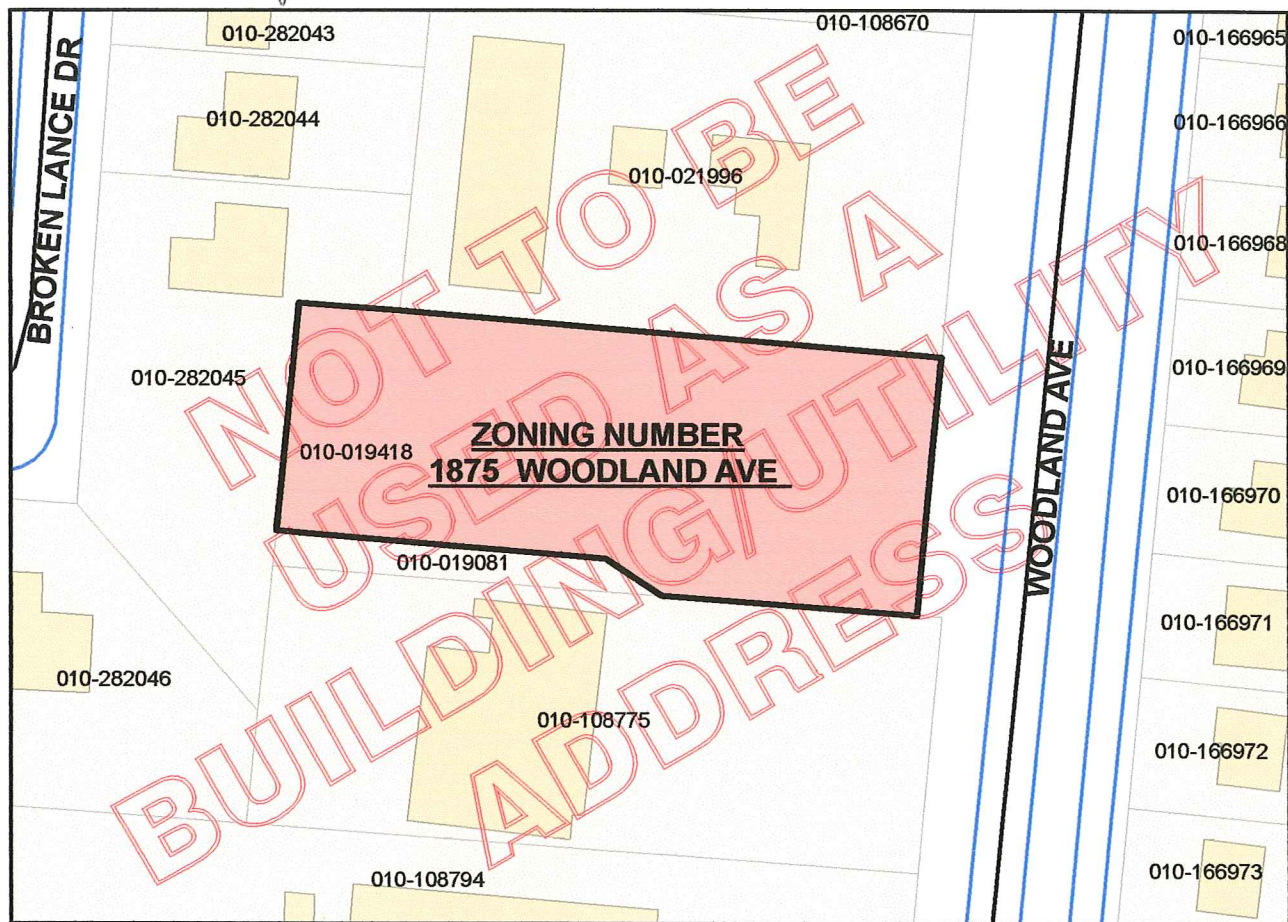 010-282043
010-108670
010-166965
BROKEN LANCE DR
010-282044
010-166966
010-021996
010-166968
NOT TO BE
USED AS A
BUILDING/UTILITY
ADDRESS
010-282045
WOODLAND AVE
010-166969
ZONING NUMBER
1875 WOODLAND AVE
010-019418
010-166970
010-019081
010-166971
010-282046
010-108775
010-166972
010-108794
010-166973